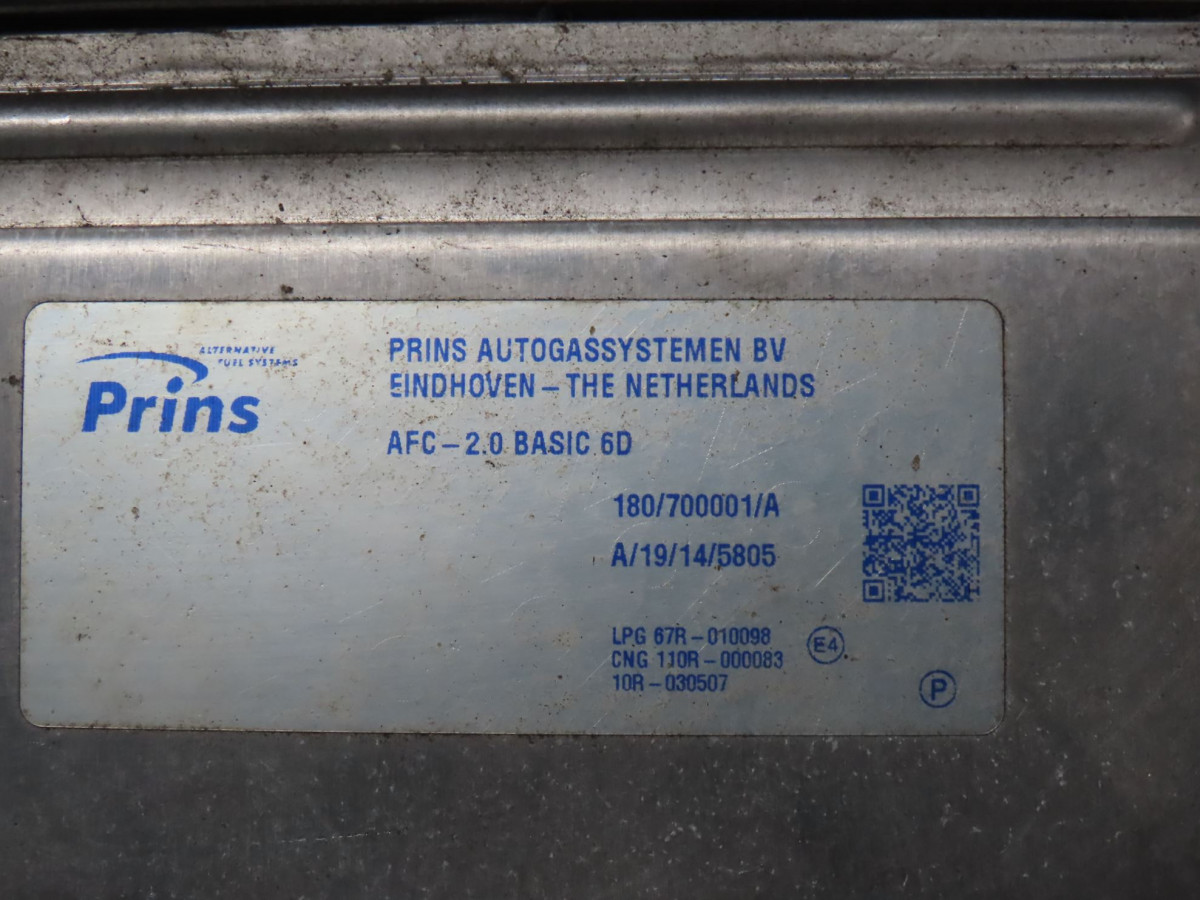 ALTERNATIVE
FUEL SYSTEMS
Prins
PRINS AUTOGASSYSTEMEN BV
EINDHOVEN – THE NETHERLANDS
AFC – 2.0 BASIC 6D
180/700001/A
A/19/14/5805
LPG 67R – 010098
CNG 110R – 000083
10R – 030507
E4
P